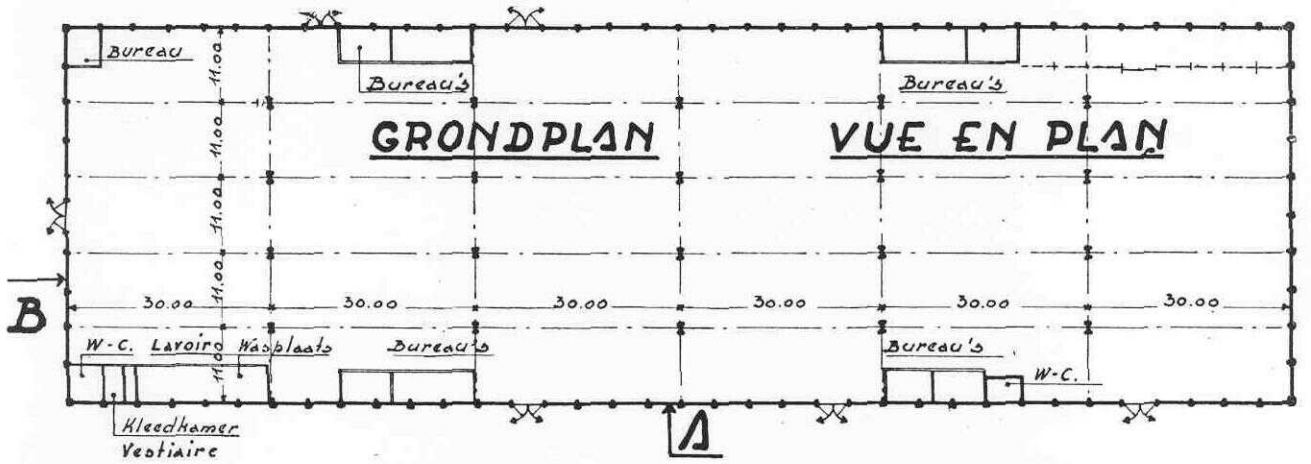 Bureau
Bureau's
Bureau's
11.00
11.00
11.00
11.00
11.00
GRONDPLAN VUE EN PLAN
B
30.00 30.00 30.00 30.00 30.00 30.00
W-C. Lavoir Wasplaats Bureau's Bureau's
W-C.
Kleedkamer
Vestiaire
A